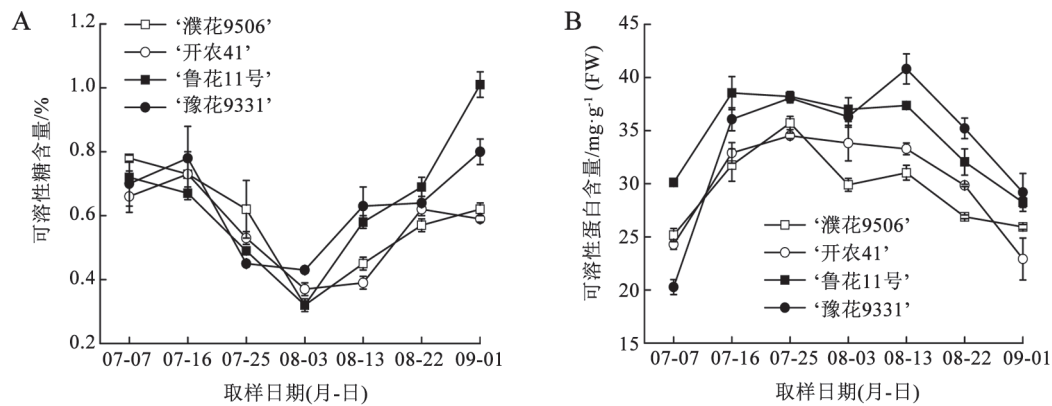 A
可溶性糖含量/%
1.2
1.0
0.8
0.6
0.4
0.2
‘濮花9506’
‘开农41’
‘鲁花11号’
‘豫花9331’
07-07 07-16 07-25 08-03 08-13 08-22 09-01
取样日期(月-日)
B
可溶性蛋白含量/mg·g⁻¹ (FW)
45
40
35
30
25
20
15
‘濮花9506’
‘开农41’
‘鲁花11号’
‘豫花9331’
07-07 07-16 07-25 08-03 08-13 08-22 09-01
取样日期(月-日)